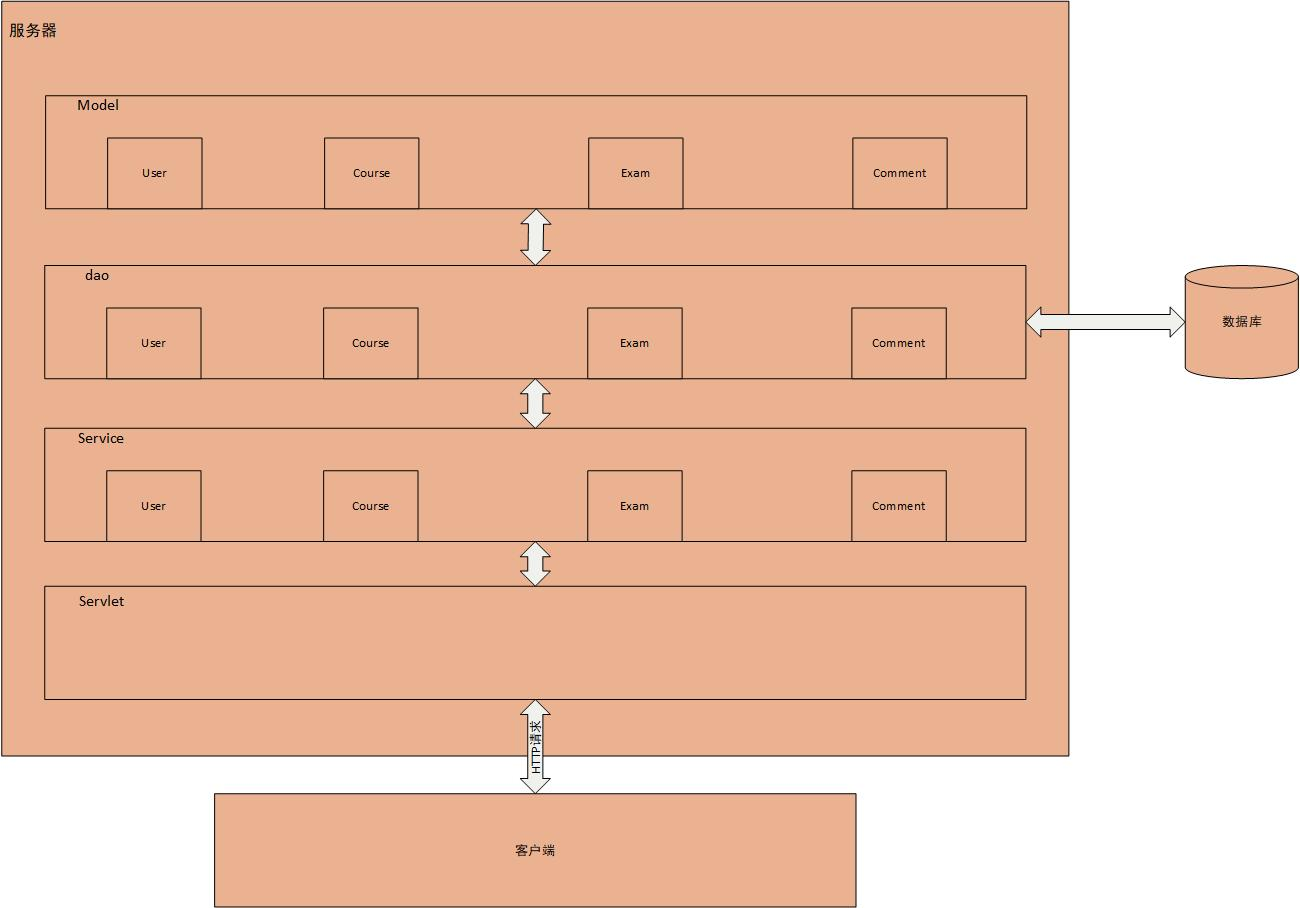 服务器
Model
User
Course
Exam
Comment
dao
User
Course
Exam
Comment
数据库
Service
User
Course
Exam
Comment
Servlet
HTTP请求
客户端